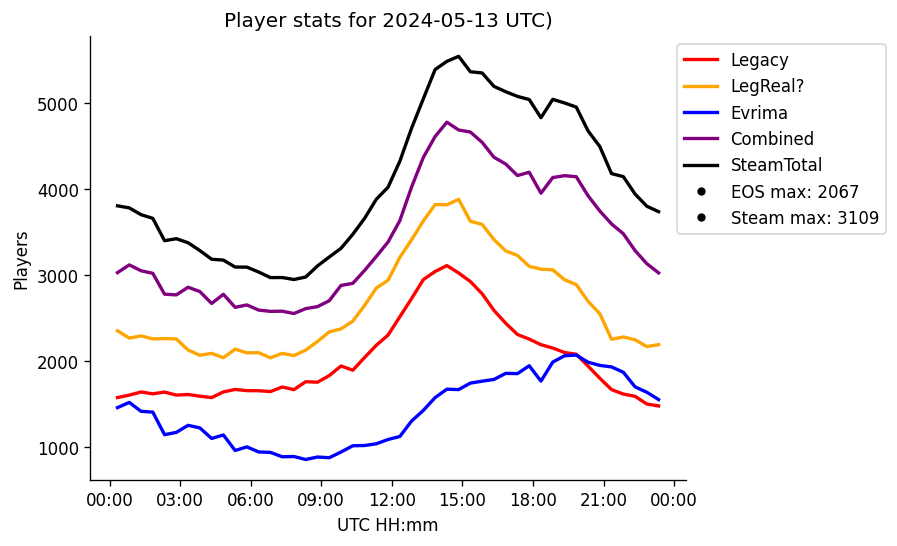 Player stats for 2024-05-13 UTC)
Legacy
LegReal?
Evrima
Combined
SteamTotal
EOS max: 2067
Steam max: 3109
Players
5000
4000
3000
2000
1000
00:00 03:00 06:00 09:00 12:00 15:00 18:00 21:00 00:00
UTC HH:mm